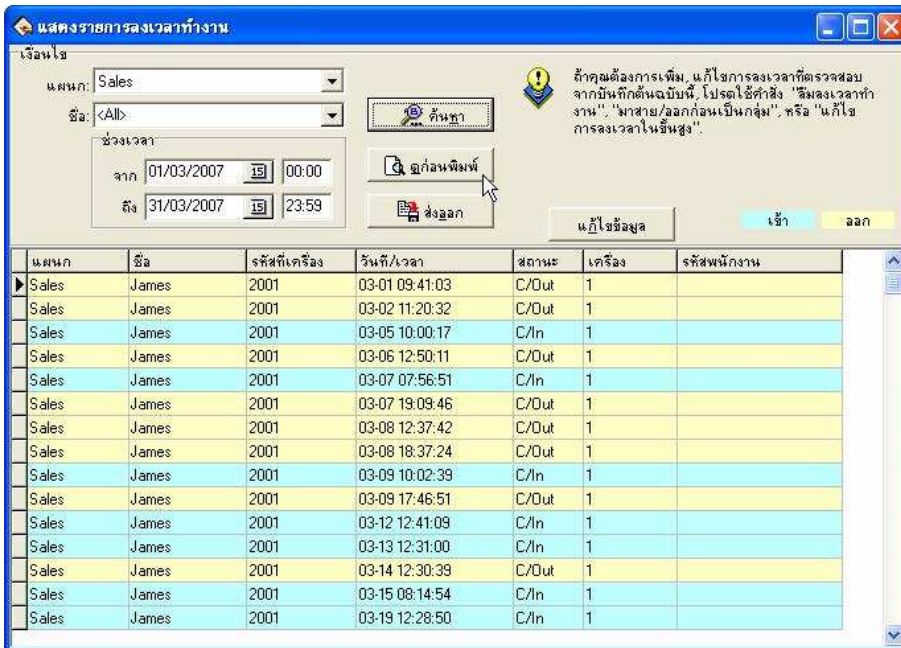 แสดงรายการลงเวลาทำงาน
เงื่อนไข
แผนก: Sales
ชื่อ: <All>
ช่วงเวลา
จาก 01/03/2007 15 00:00
ถึง 31/03/2007 15 23:59
ค้นหา
ดูก่อนพิมพ์
ส่งออก
ถ้าคุณต้องการเพิ่ม, แก้ไขการลงเวลาที่ตรวจสอบ
จากบันทึกต้นฉบับนี้, โปรดใช้คำสั่ง "ลืมลงเวลาทำ
งาน", "มาสาย/ออกก่อนเป็นกลุ่ม", หรือ "แก้ไข
การลงเวลาในขั้นสูง".
แก้ไขข้อมูล
เข้า ออก
แผนก ชื่อ รหัสที่เครื่อง วันที่/เวลา สถานะ เครื่อง รหัสพนักงาน
Sales James 2001 03-01 09:41:03 C/Out 1
Sales James 2001 03-02 11:20:32 C/Out 1
Sales James 2001 03-05 10:00:17 C/In 1
Sales James 2001 03-06 12:50:11 C/Out 1
Sales James 2001 03-07 07:56:51 C/In 1
Sales James 2001 03-07 19:09:46 C/Out 1
Sales James 2001 03-08 12:37:42 C/Out 1
Sales James 2001 03-08 18:37:24 C/Out 1
Sales James 2001 03-09 10:02:39 C/In 1
Sales James 2001 03-09 17:46:51 C/Out 1
Sales James 2001 03-12 12:41:09 C/In 1
Sales James 2001 03-13 12:31:00 C/In 1
Sales James 2001 03-14 12:30:39 C/Out 1
Sales James 2001 03-15 08:14:54 C/In 1
Sales James 2001 03-19 12:28:50 C/In 1